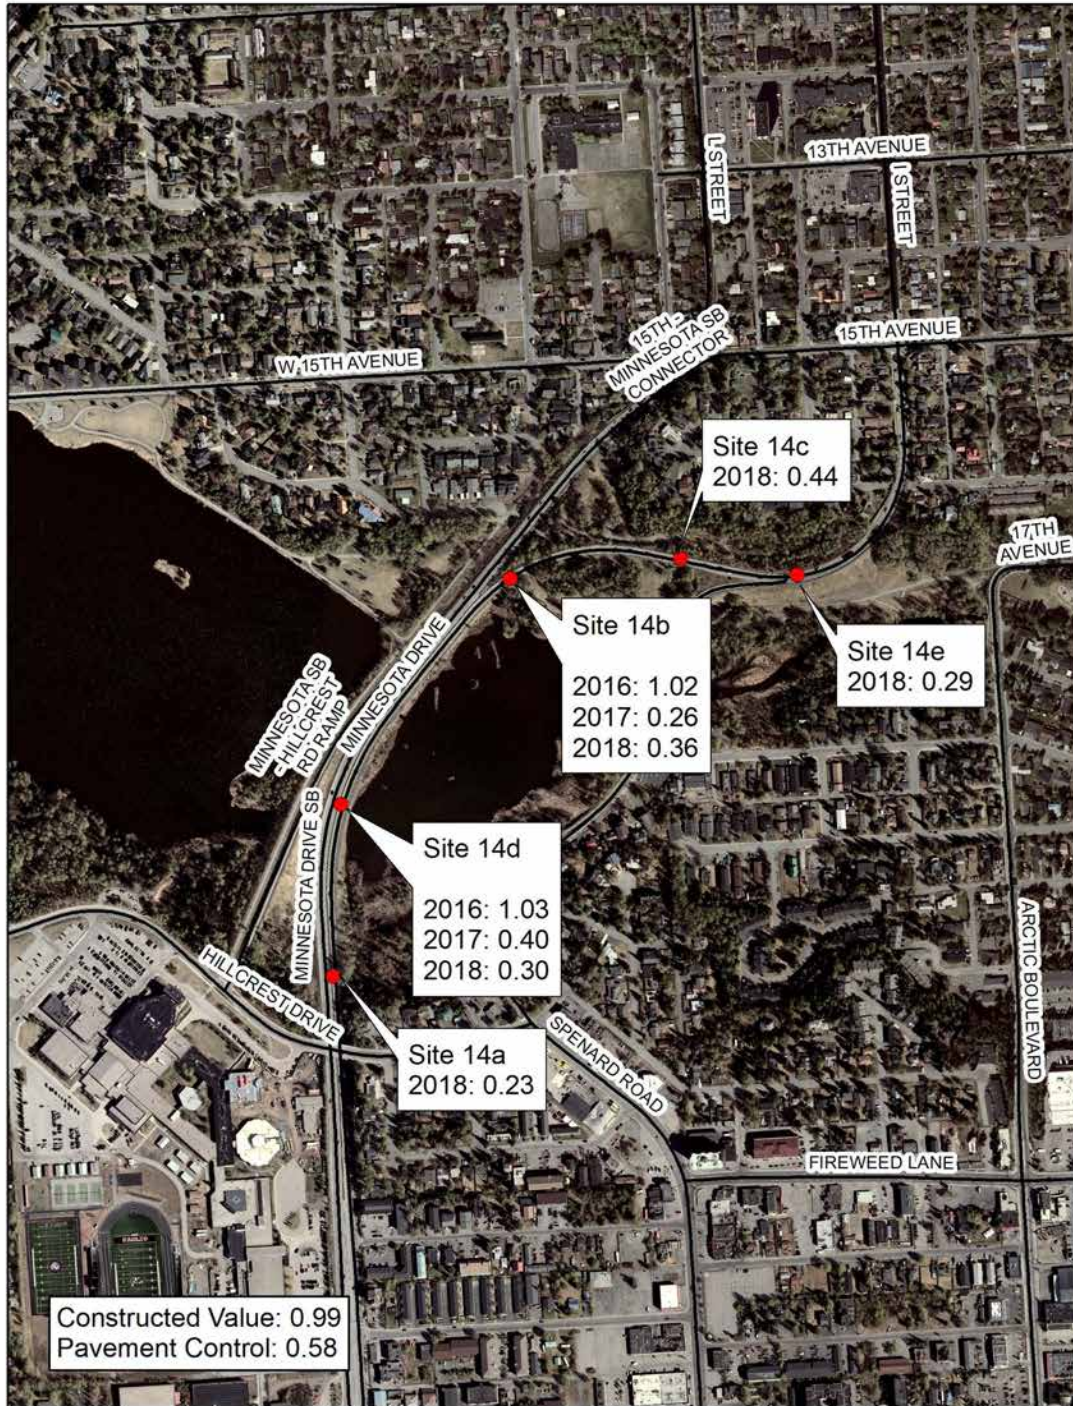 13TH AVENUE
L STREET
I STREET
15TH -
MINNESOTA SB
CONNECTOR
15TH AVENUE
W 15TH AVENUE
Site 14c
2018: 0.44
17TH
AVENUE
Site 14b
2016: 1.02
2017: 0.26
2018: 0.36
Site 14e
2018: 0.29
MINNESOTA DRIVE
MINNESOTA SB
- HILLCREST
RD RAMP
MINNESOTA DRIVE SB
Site 14d
2016: 1.03
2017: 0.40
2018: 0.30
ARCTIC BOULEVARD
HILLCREST DRIVE
Site 14a
2018: 0.23
SPENARD ROAD
FIREWEED LANE
EAGLES
Constructed Value: 0.99
Pavement Control: 0.58